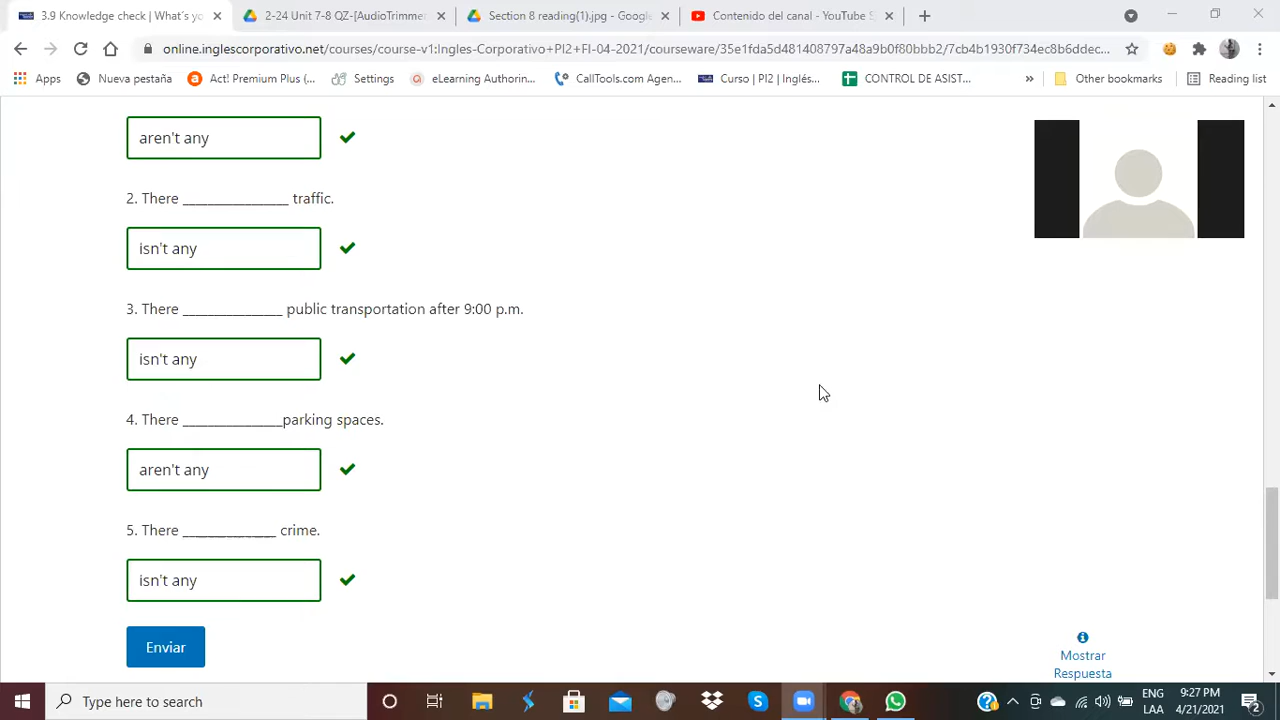 3.9 Knowledge check | What's yo
2-24 Unit 7-8 QZ-[AudioTrimme
Section 8 reading(1).jpg - Google
Contenido del canal - YouTube S
online.inglescorporativo.net/courses/course-v1:Ingles-Corporativo+PI2+FI-04-2021/courseware/35e1fda5d481408797a48a9b0f80bbb2/7cb4b1930f734ec8b6ddec...
Apps
Nueva pestaña
Act! Premium Plus (...
Settings
eLearning Authorin...
CallTools.com Agen...
Curso | PI2 | Inglés...
CONTROL DE ASIST...
»
Other bookmarks
Reading list
aren't any
2. There ________________ traffic.
isn't any
3. There _______________ public transportation after 9:00 p.m.
isn't any
4. There _______________parking spaces.
aren't any
5. There ______________ crime.
isn't any
Enviar
Mostrar
Respuesta
Type here to search
ENG
LAA
9:27 PM
4/21/2021
2